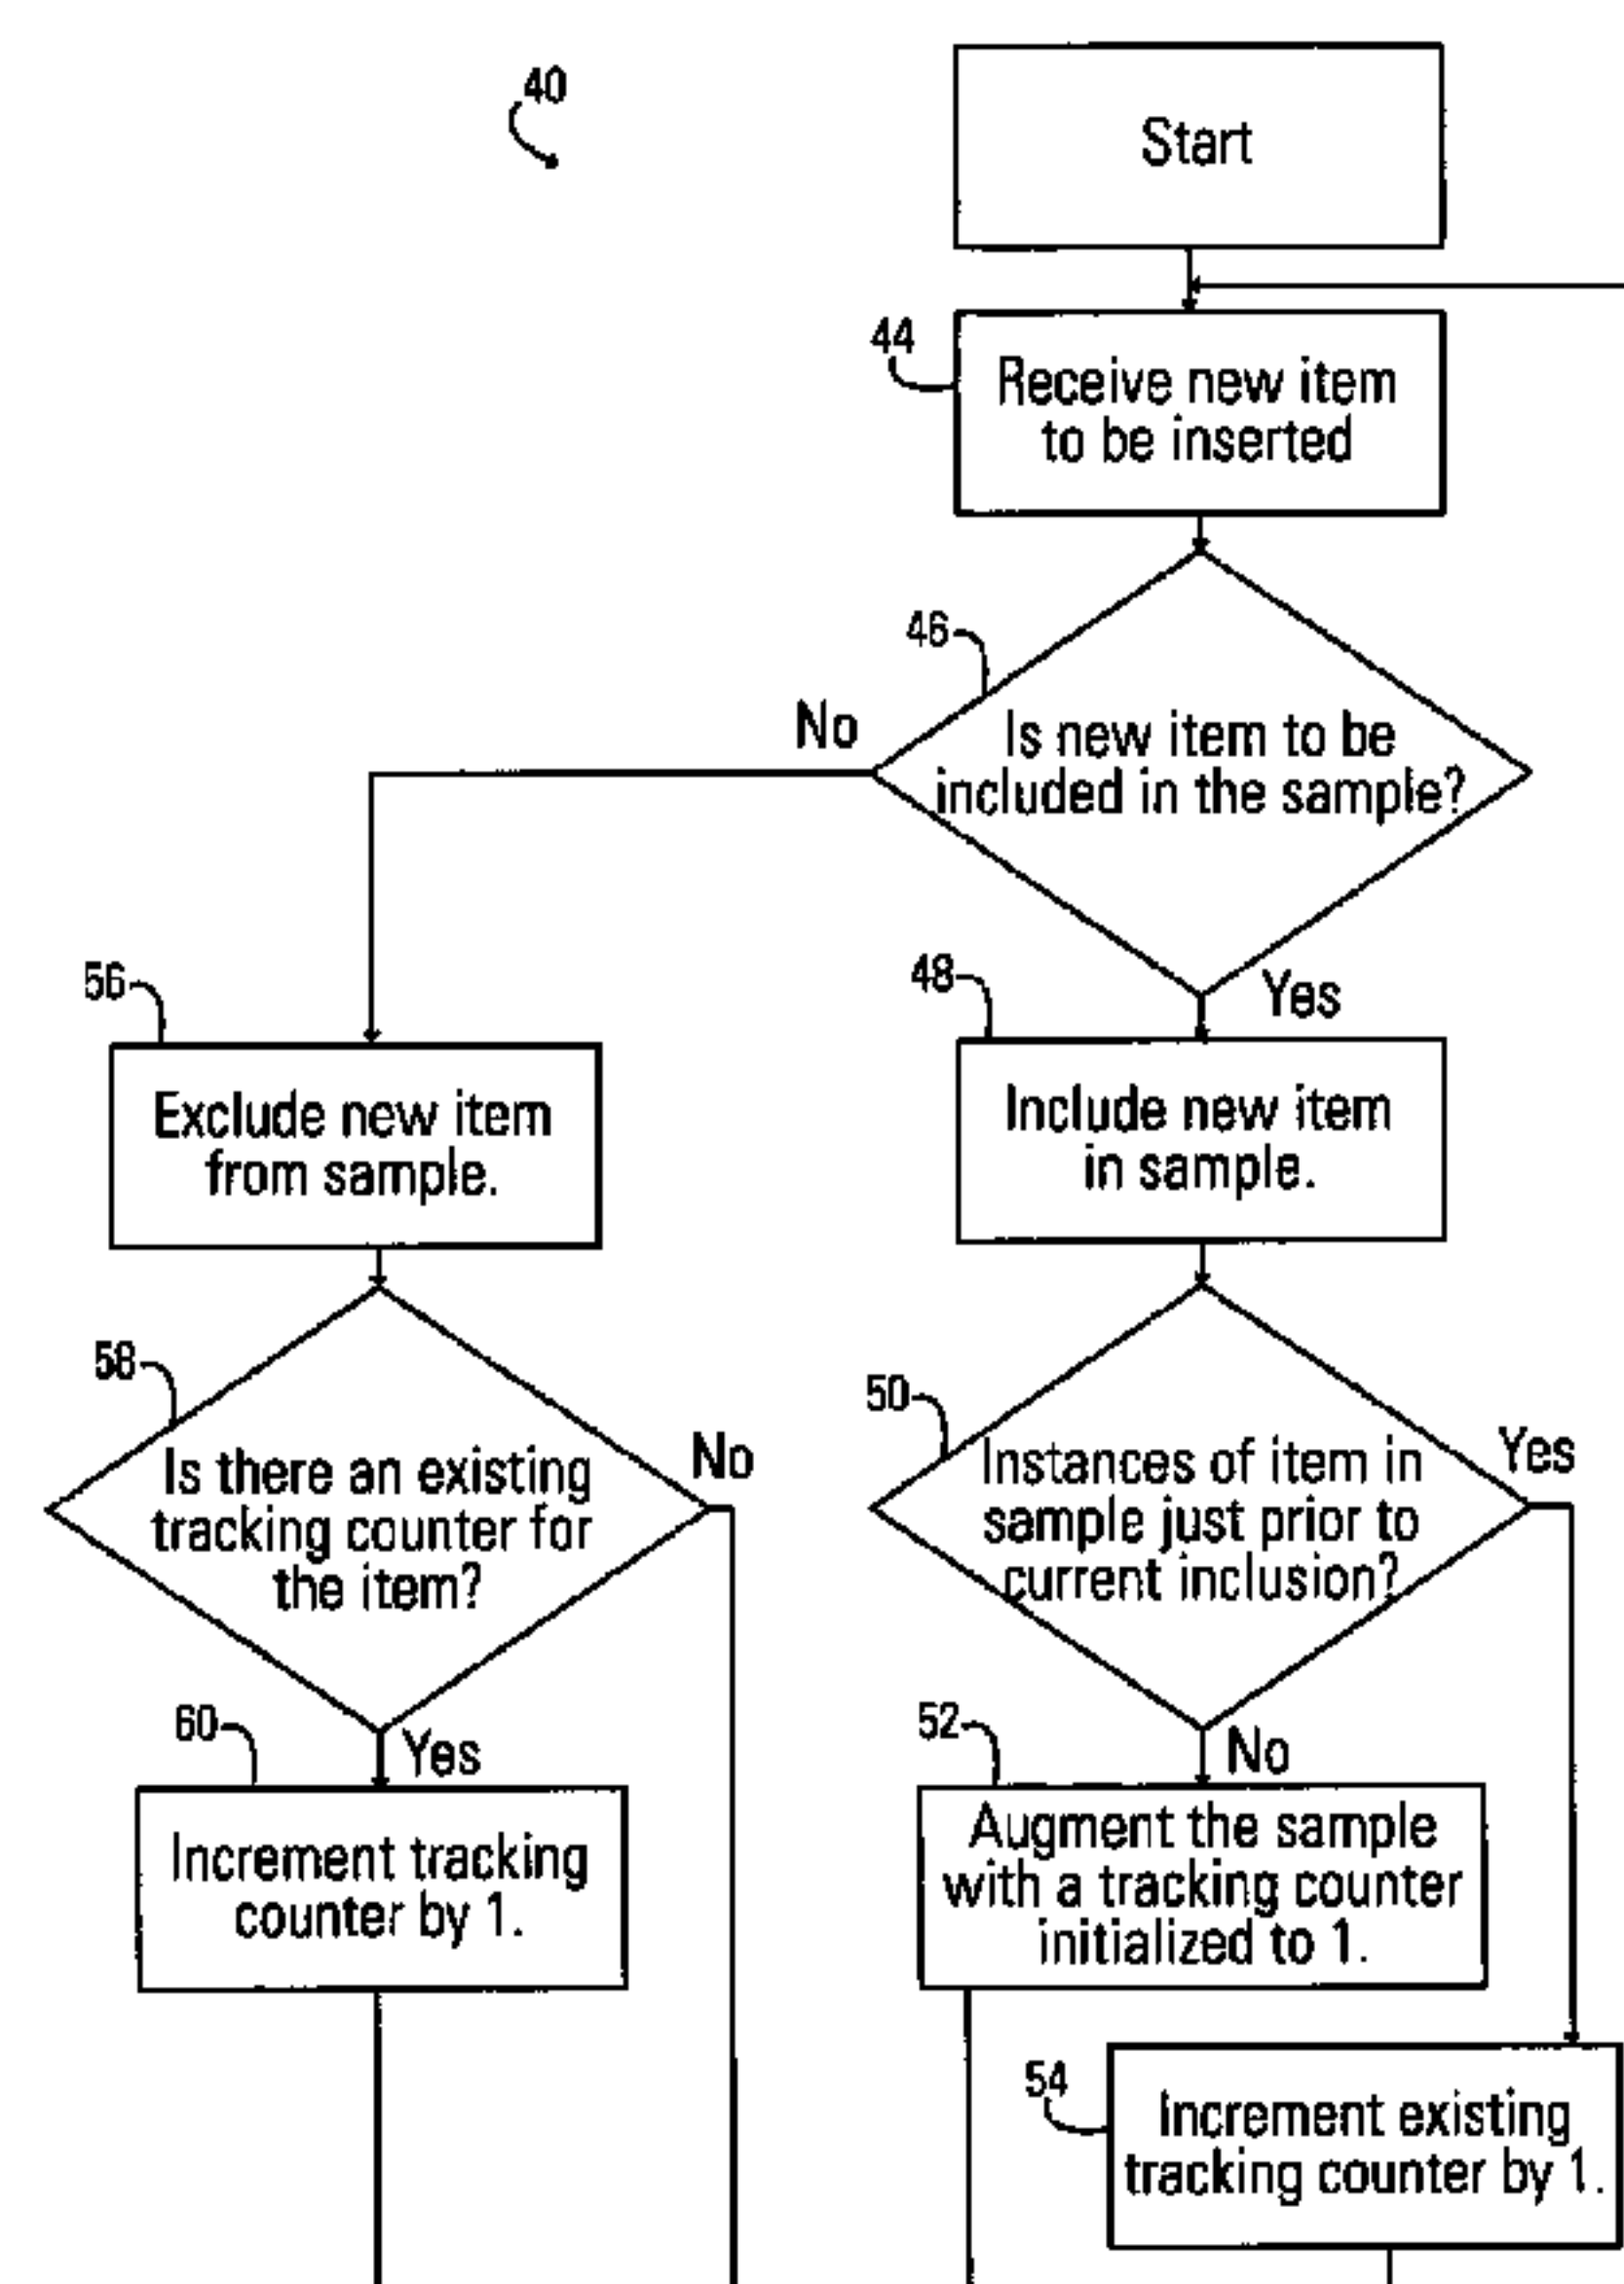 40
Start
44
Receive new item
to be inserted
46
No
Is new item to be
included in the sample?
Yes
56
Exclude new item
from sample.
48
Include new item
in sample.
58
Is there an existing
tracking counter for
the item?
No
50
Instances of item in
sample just prior to
current inclusion?
Yes
60
Yes
Increment tracking
counter by 1.
52
No
Augment the sample
with a tracking counter
initialized to 1.
54
Increment existing
tracking counter by 1.